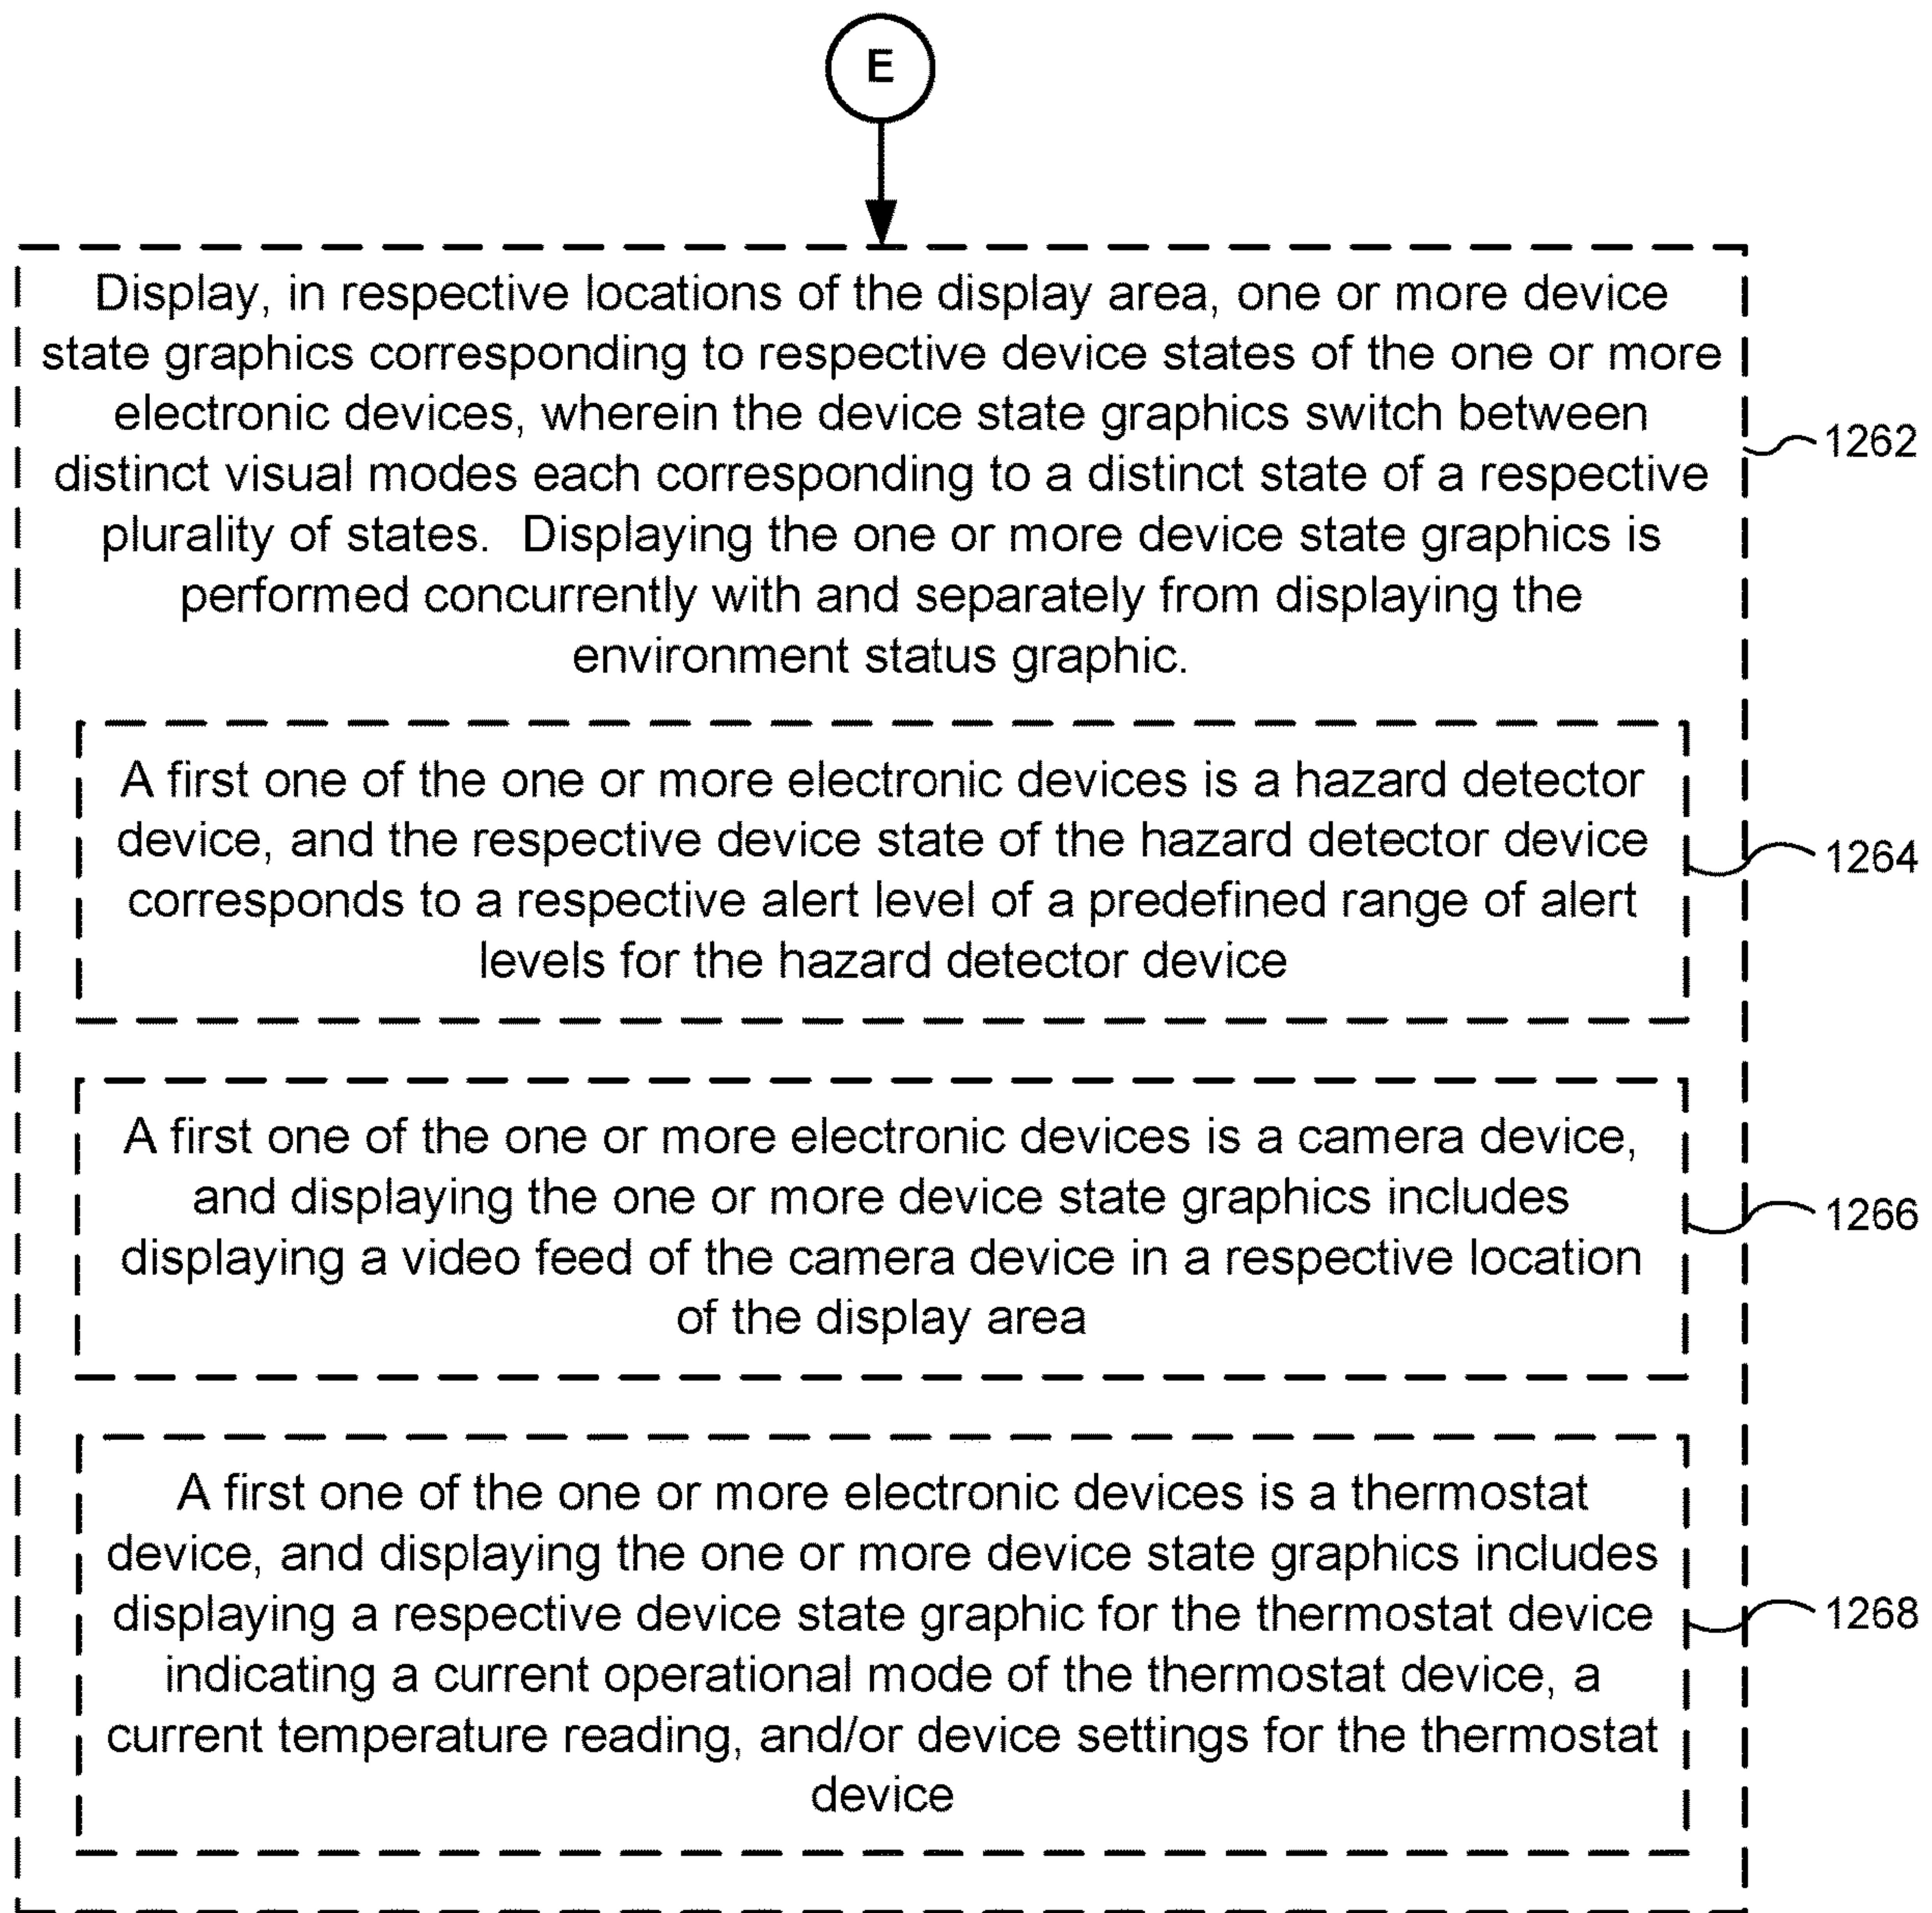 E
Display, in respective locations of the display area, one or more device
state graphics corresponding to respective device states of the one or more
electronic devices, wherein the device state graphics switch between
distinct visual modes each corresponding to a distinct state of a respective
plurality of states.  Displaying the one or more device state graphics is
performed concurrently with and separately from displaying the
environment status graphic.
1262
A first one of the one or more electronic devices is a hazard detector
device, and the respective device state of the hazard detector device
corresponds to a respective alert level of a predefined range of alert
levels for the hazard detector device
1264
A first one of the one or more electronic devices is a camera device,
and displaying the one or more device state graphics includes
displaying a video feed of the camera device in a respective location
of the display area
1266
A first one of the one or more electronic devices is a thermostat
device, and displaying the one or more device state graphics includes
displaying a respective device state graphic for the thermostat device
indicating a current operational mode of the thermostat device, a
current temperature reading, and/or device settings for the thermostat
device
1268